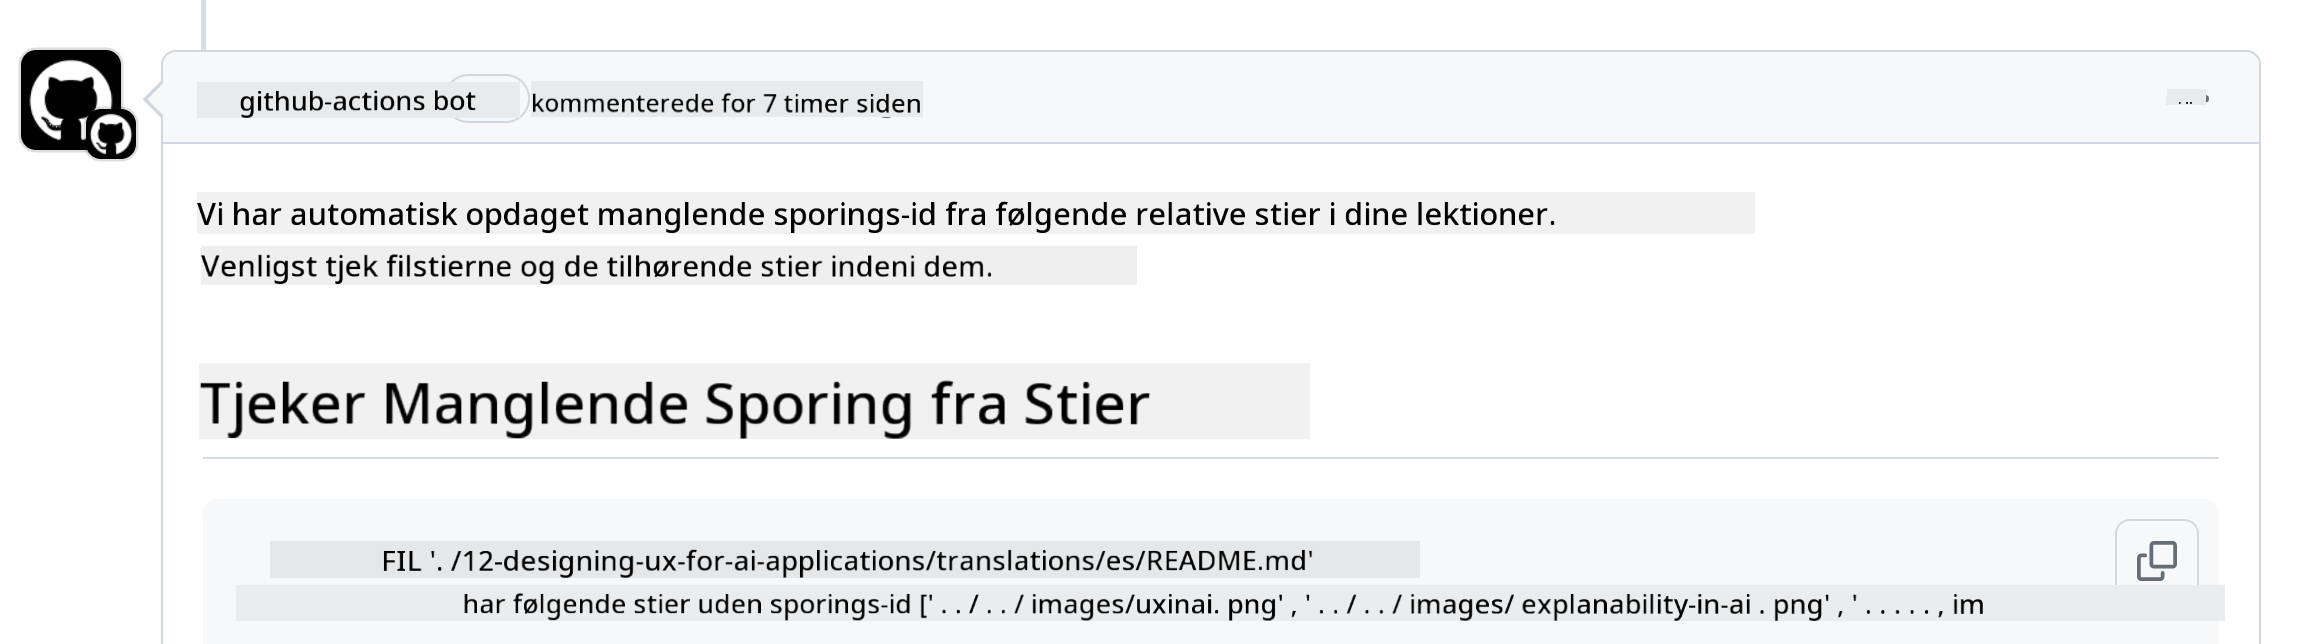 github-actions bot kommenterede for 7 timer siden
Vi har automatisk opdaget manglende sporings-id fra følgende relative stier i dine lektioner.
Venligst tjek filstierne og de tilhørende stier indeni dem.
Tjeker Manglende Sporing fra Stier
FIL '. /12-designing-ux-for-ai-applications/translations/es/README.md'
har følgende stier uden sporings-id [' . . / . . / images/uxinai. png' , ' . . / . . / images/ explanability-in-ai . png' , ' . . . . . , im